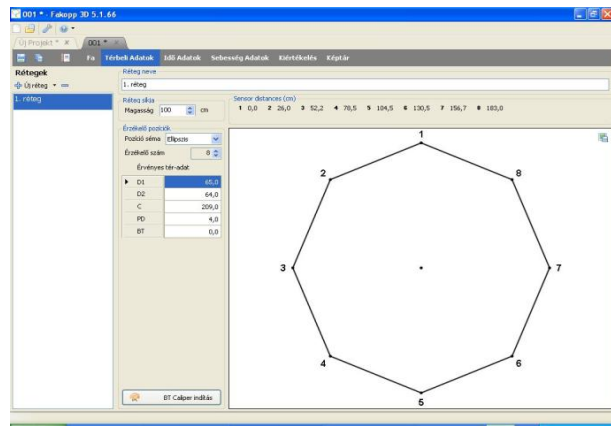 001 * - Fakopp 3D 5.1.66
Új Projekt * × 001 * ×
Fa Térbeli Adatok Idő Adatok Sebesség Adatok Kiértékelés Képtár
Rétegek
Új réteg
1. réteg
Réteg neve
1. réteg
Réteg síkja
Magasság 100 cm
Sensor distances (cm)
1 0,0 2 26,0 3 52,2 4 78,5 5 104,5 6 130,5 7 156,7 8 183,0
Érzékelő pozíciók
Pozíció séma Ellipszis
Érzékelő szám 8
Érvényes tér-adat
D1 65,0
D2 64,0
C 209,0
PD 4,0
BT 0,0
BT Caliper indítás
1
2 8
3 7
4 6
5